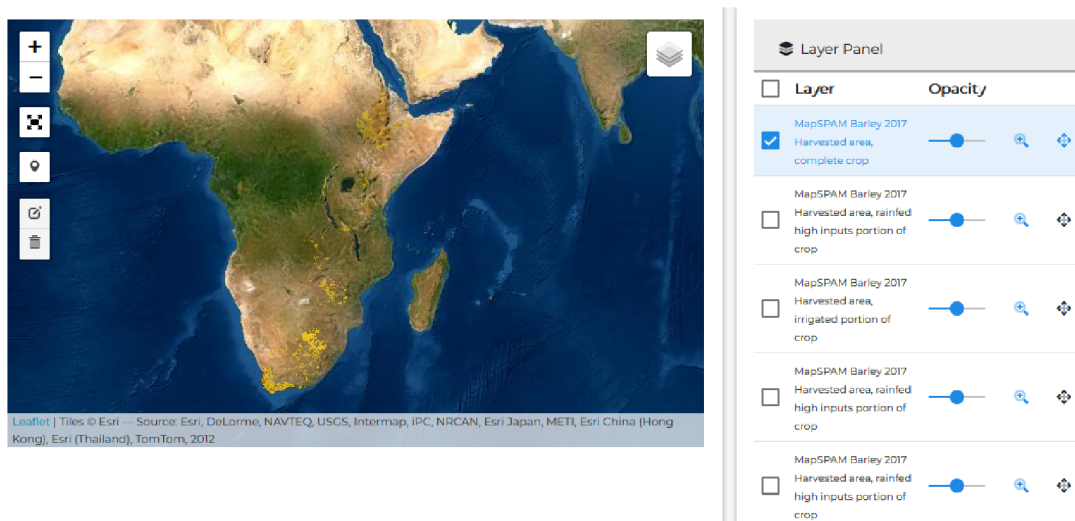 +
−
Leaflet | Tiles © Esri — Source: Esri, DeLorme, NAVTEQ, USGS, Intermap, iPC, NRCAN, Esri Japan, METI, Esri China (Hong
Kong), Esri (Thailand), TomTom, 2012
Layer Panel
Layer Opacity
MapSPAM Barley 2017
Harvested area,
complete crop
MapSPAM Barley 2017
Harvested area, rainfed
high inputs portion of
crop
MapSPAM Barley 2017
Harvested area,
irrigated portion of
crop
MapSPAM Barley 2017
Harvested area, rainfed
high inputs portion of
crop
MapSPAM Barley 2017
Harvested area, rainfed
high inputs portion of
crop